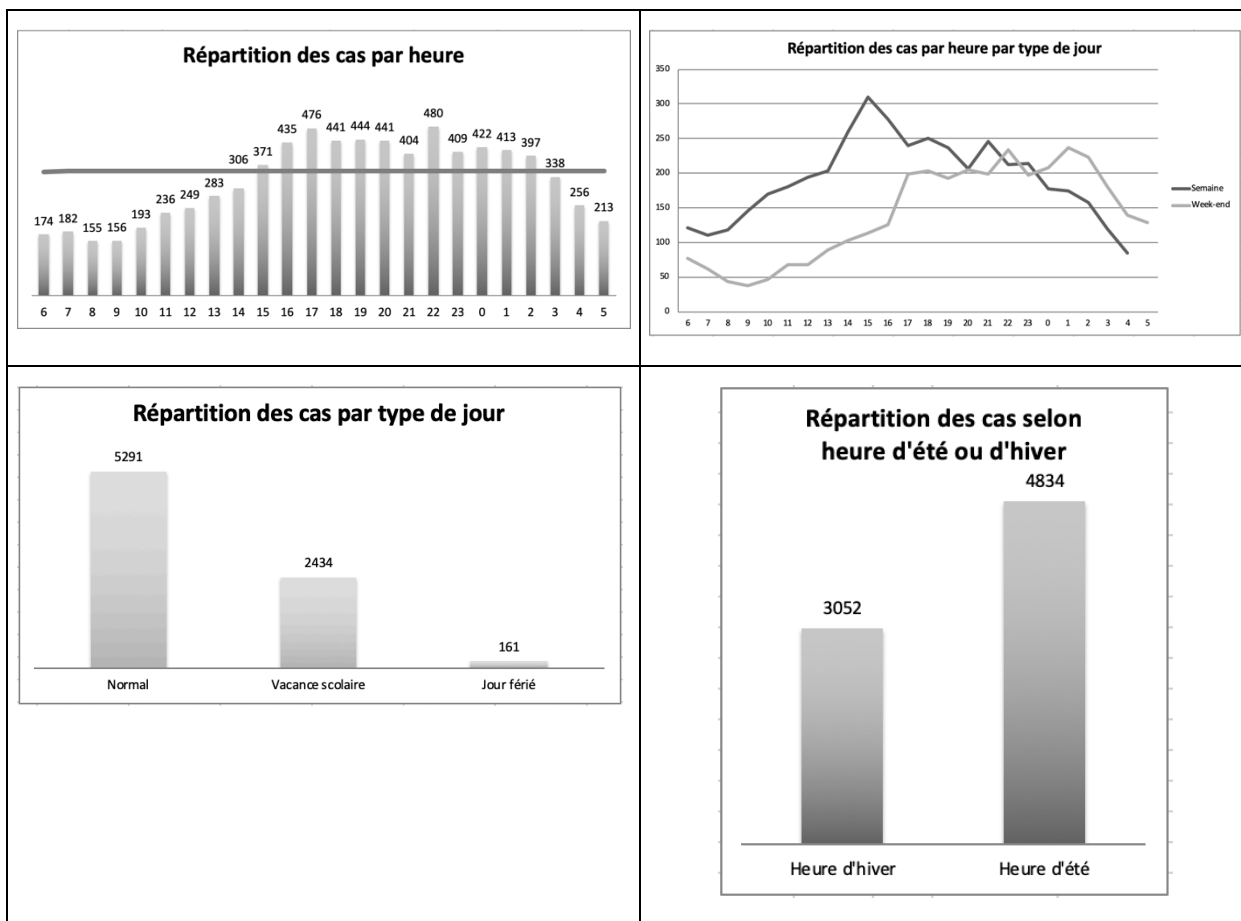 Répartition des cas par heure
174 182 155 156 193 236 249 283 306 371 435 476 441 444 441 404 480 409 422 413 397 338 256 213
6 7 8 9 10 11 12 13 14 15 16 17 18 19 20 21 22 23 0 1 2 3 4 5
Répartition des cas par heure par type de jour
350
300
250
200
150
100
50
0
6 7 8 9 10 11 12 13 14 15 16 17 18 19 20 21 22 23 0 1 2 3 4 5
Semaine
Week-end
Répartition des cas par type de jour
5291
2434
161
Normal Vacance scolaire Jour férié
Répartition des cas selon
heure d'été ou d'hiver
4834
3052
Heure d'hiver Heure d'été